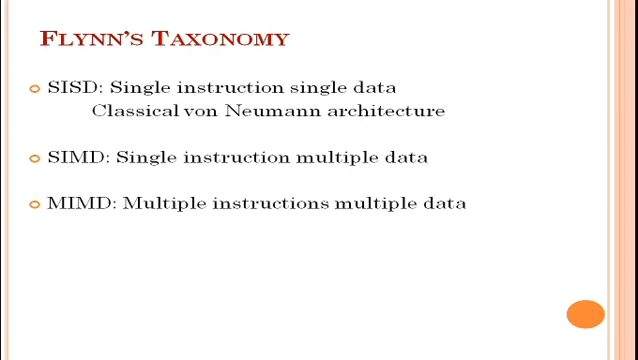 FLYNN'S TAXONOMY
SISD: Single instruction single data
Classical von Neumann architecture
SIMD: Single instruction multiple data
MIMD: Multiple instructions multiple data